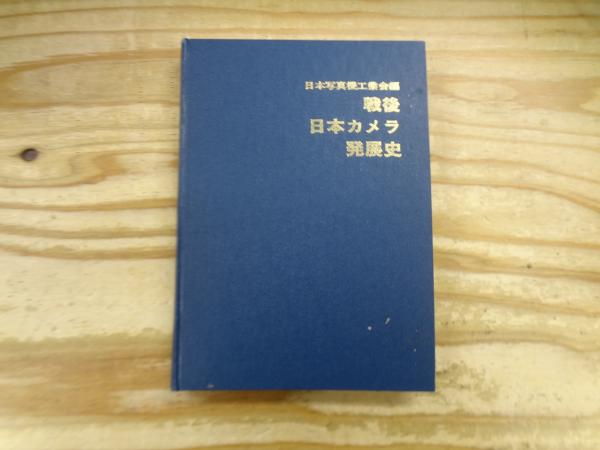 日本写真機工業会編
戦後
日本カメラ
発展史